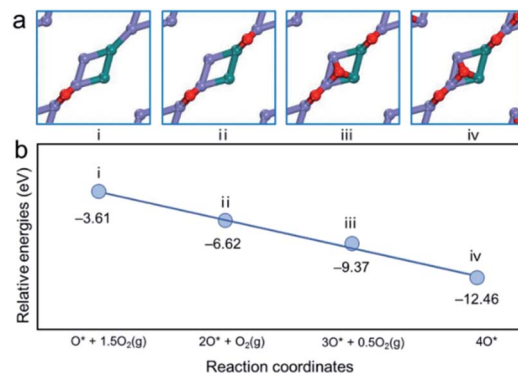 a
i ii iii iv
b
Relative energies (eV)
i
−3.61
ii
−6.62
iii
−9.37
iv
−12.46
O* + 1.5O₂(g) 2O* + O₂(g) 3O* + 0.5O₂(g) 4O*
Reaction coordinates